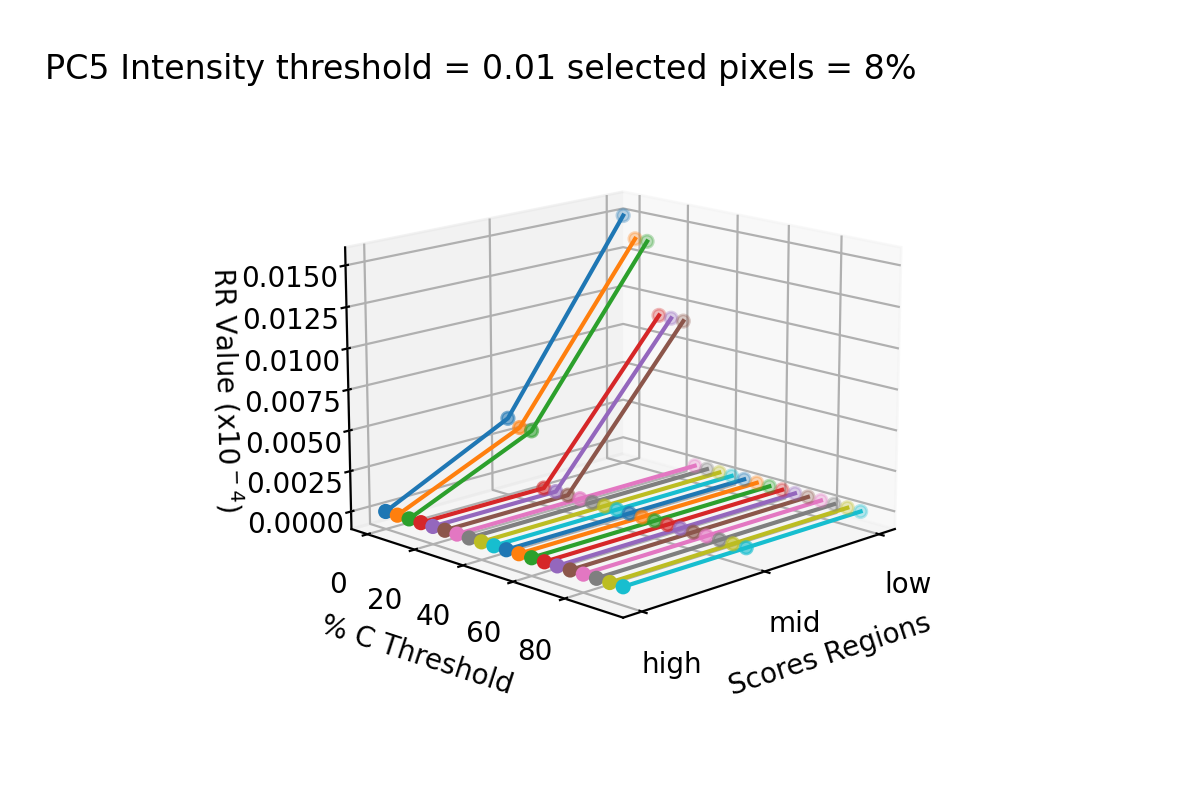 PC5 Intensity threshold = 0.01 selected pixels = 8%
RR Value (x10⁻⁴)
0.0150
0.0125
0.0100
0.0075
0.0050
0.0025
0.0000
0
20
40
60
80
% C Threshold
high
mid
low
Scores Regions